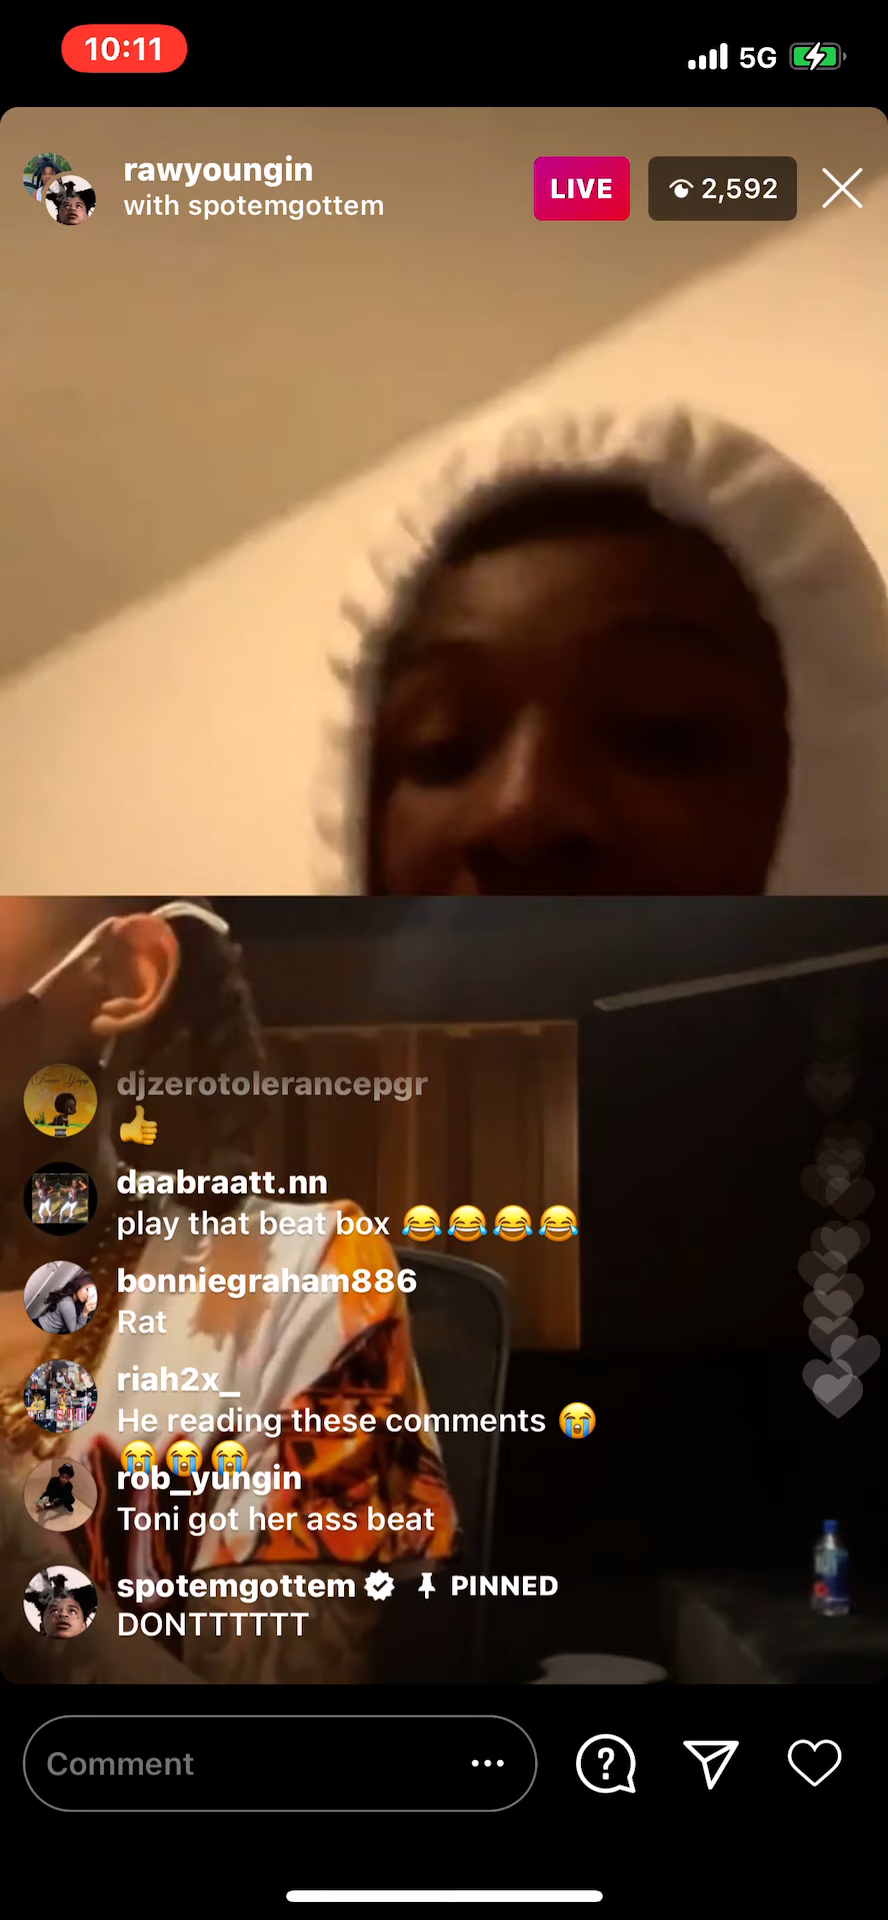 10:11
5G
rawyoungin
with spotemgottem
LIVE
2,592
djzerotolerancepgr
👍
daabraatt.nn
play that beat box 😂😂😂😂
bonniegraham886
Rat
riah2x_
He reading these comments 😭
😭😭😭
rob_yungin
Toni got her ass beat
spotemgottem PINNED
DONTTTTTT
Comment